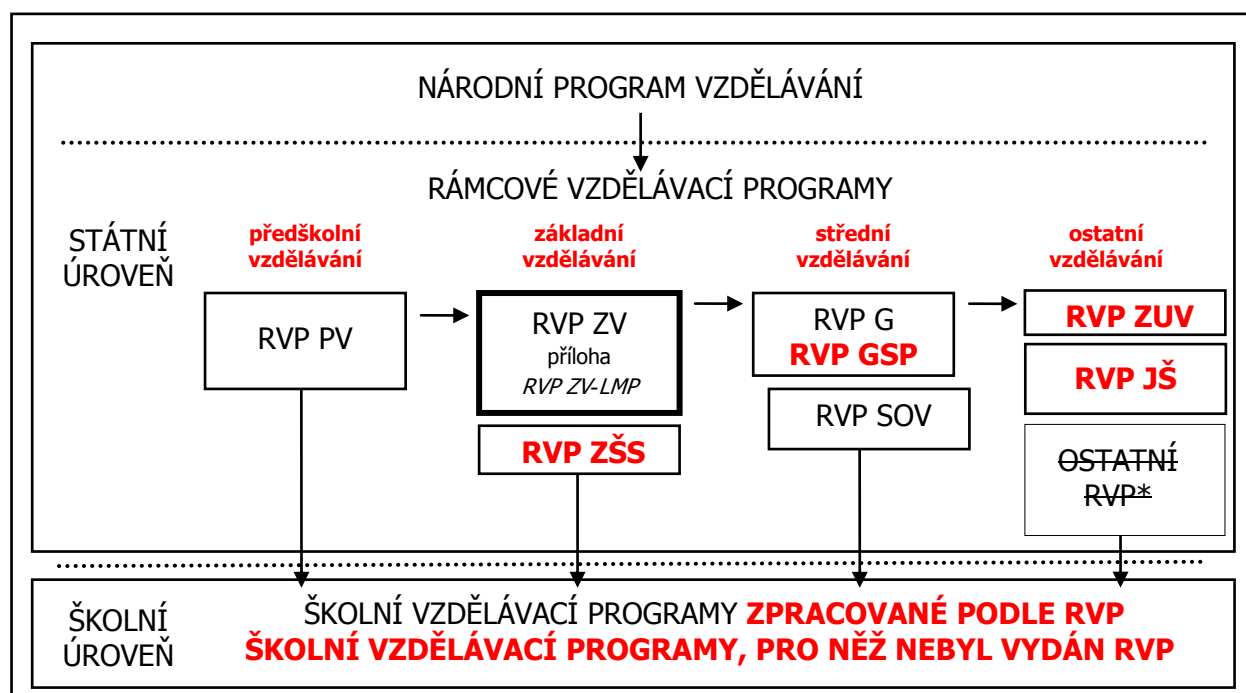 NÁRODNÍ PROGRAM VZDĚLÁVÁNÍ
RÁMCOVÉ VZDĚLÁVACÍ PROGRAMY
STÁTNÍ
ÚROVEŇ
předškolní
vzdělávání
základní
vzdělávání
střední
vzdělávání
ostatní
vzdělávání
RVP PV
RVP ZV
příloha
RVP ZV-LMP
RVP ZŠS
RVP G
RVP GSP
RVP SOV
RVP ZUV
RVP JŠ
OSTATNÍ
RVP*
ŠKOLNÍ
ÚROVEŇ
ŠKOLNÍ VZDĚLÁVACÍ PROGRAMY ZPRACOVANÉ PODLE RVP
ŠKOLNÍ VZDĚLÁVACÍ PROGRAMY, PRO NĚŽ NEBYL VYDÁN RVP